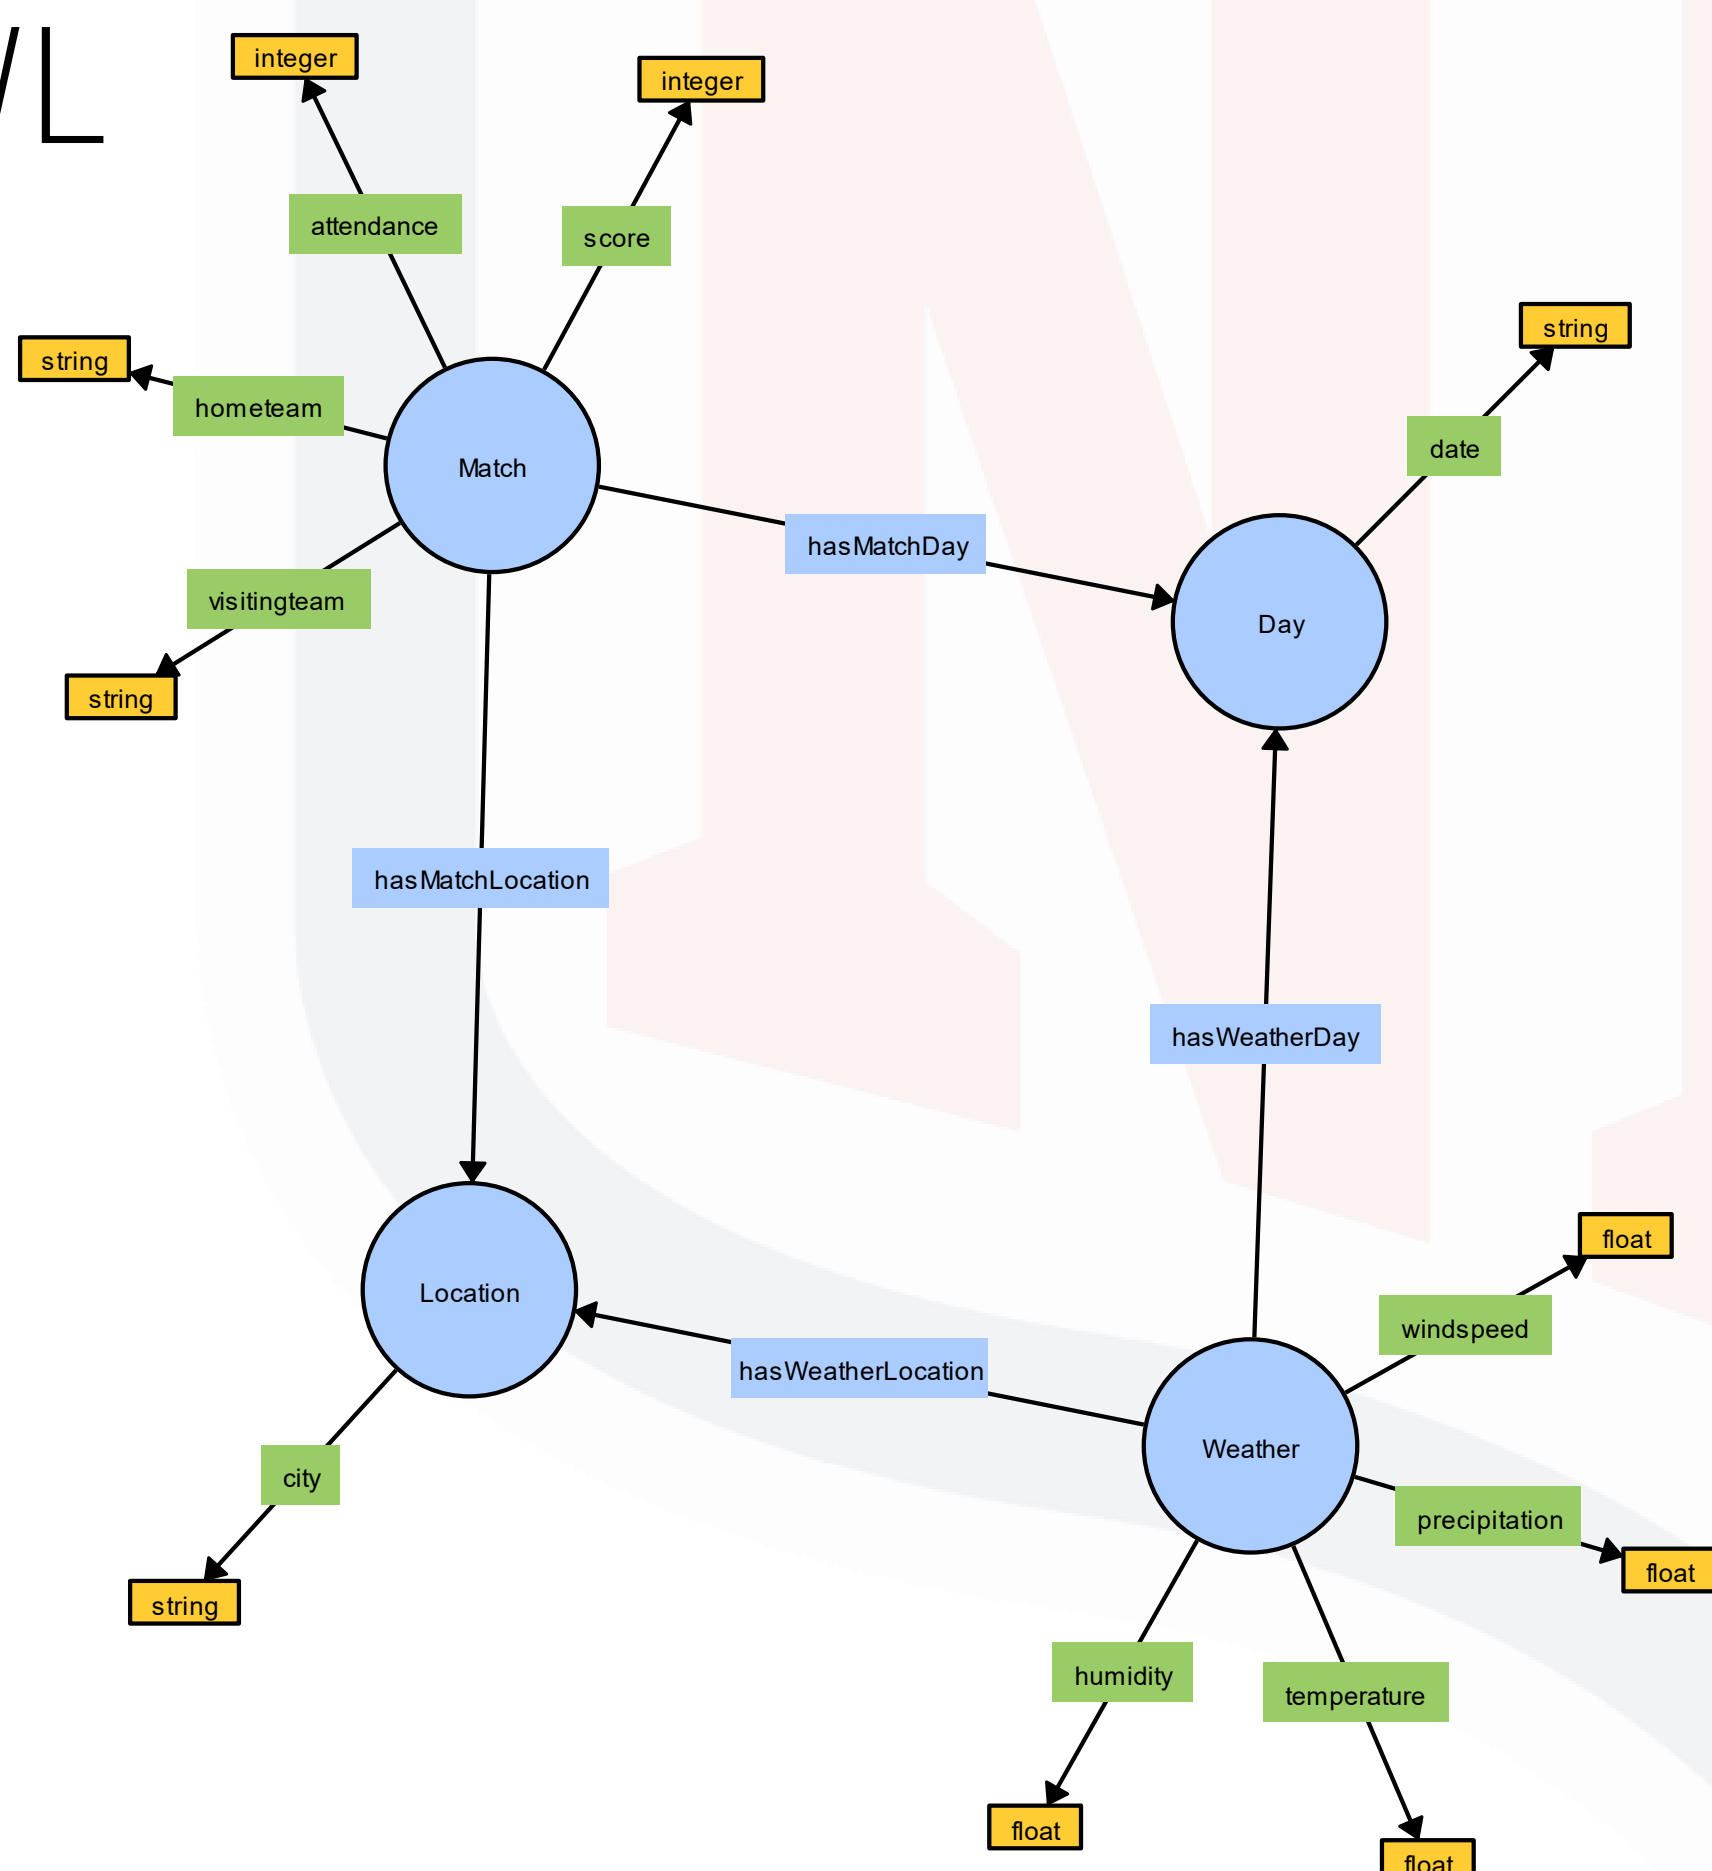 integer
integer
attendance
score
string
string
hometeam
date
Match
hasMatchDay
visitingteam
Day
string
hasMatchLocation
hasWeatherDay
float
Location
windspeed
hasWeatherLocation
Weather
city
precipitation
float
string
humidity
temperature
float
float